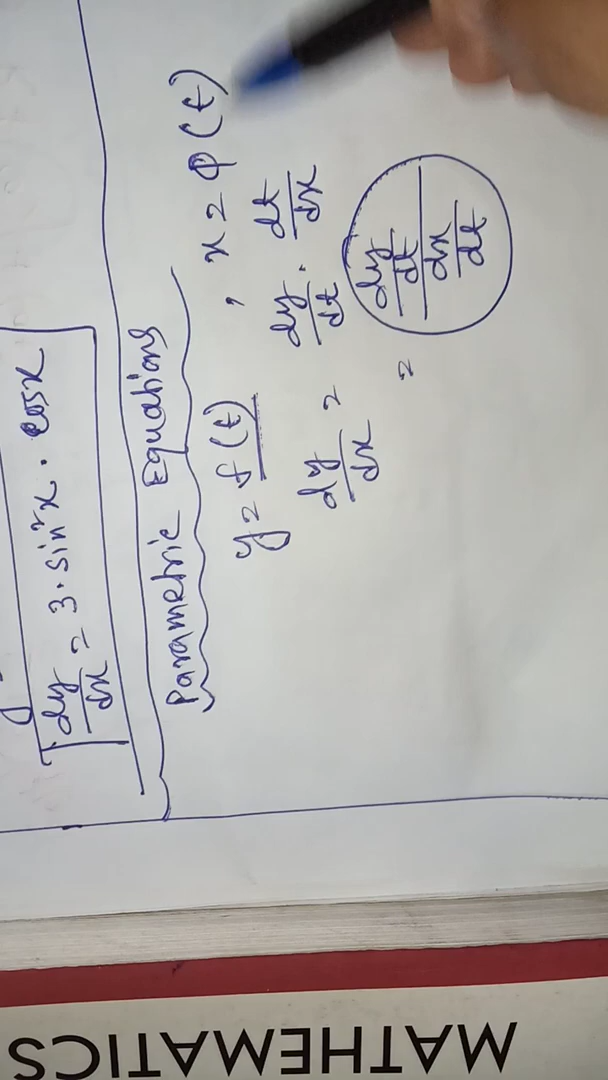 dy/dx = 3·sin²x · cosx
Parametric Equations
y = f(t) , x = φ(t)
dy/dx = dy/dt · dt/dx
= (dy/dt)/(dx/dt)
MATHEMATICS